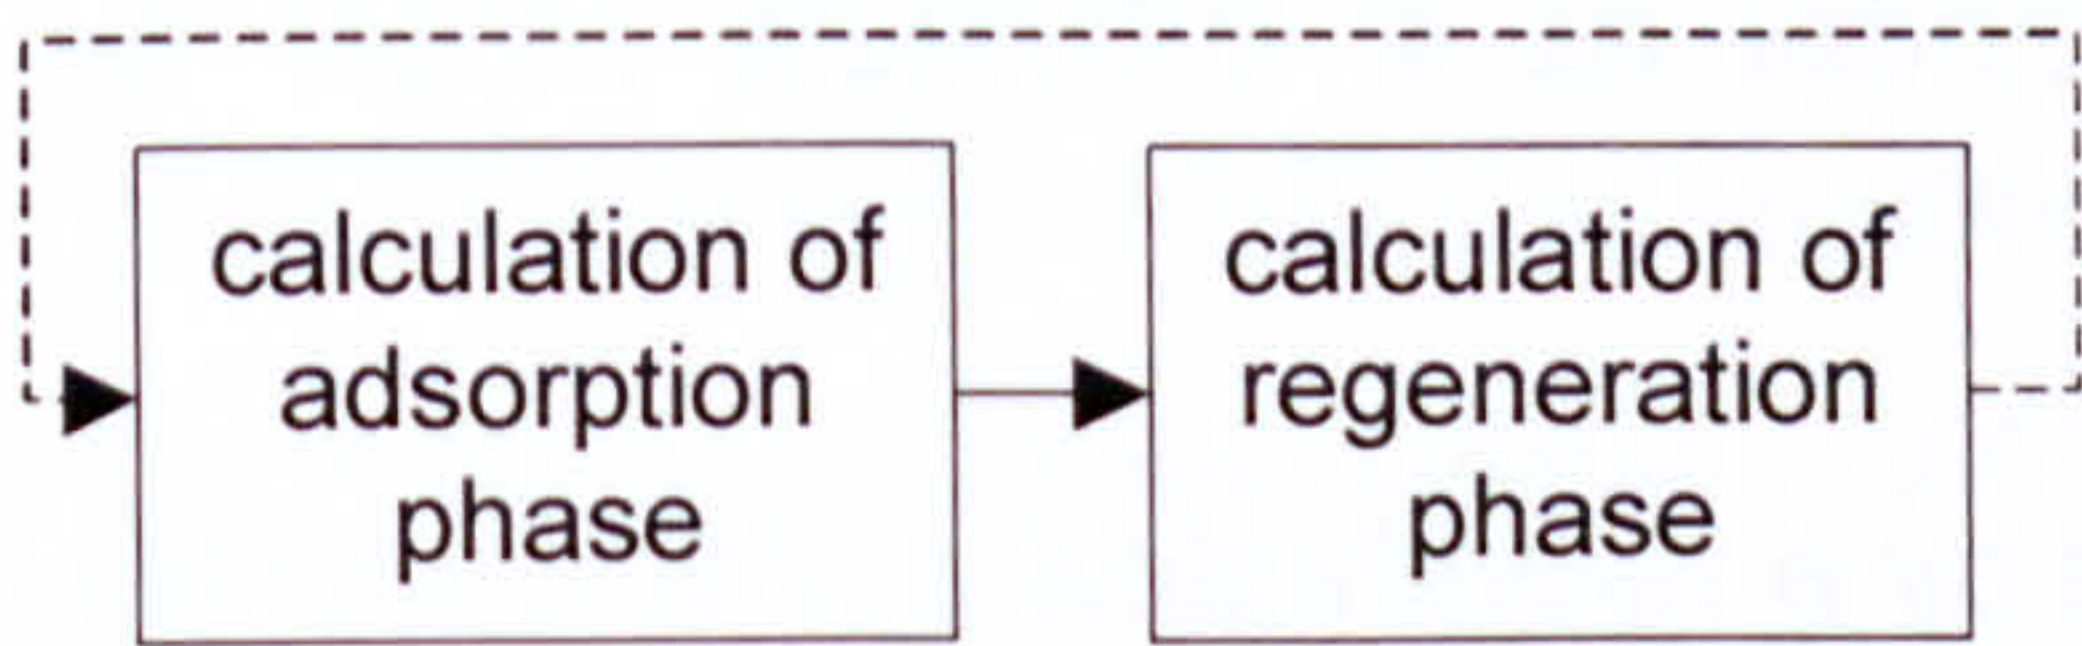 calculation of
adsorption
phase
calculation of
regeneration
phase